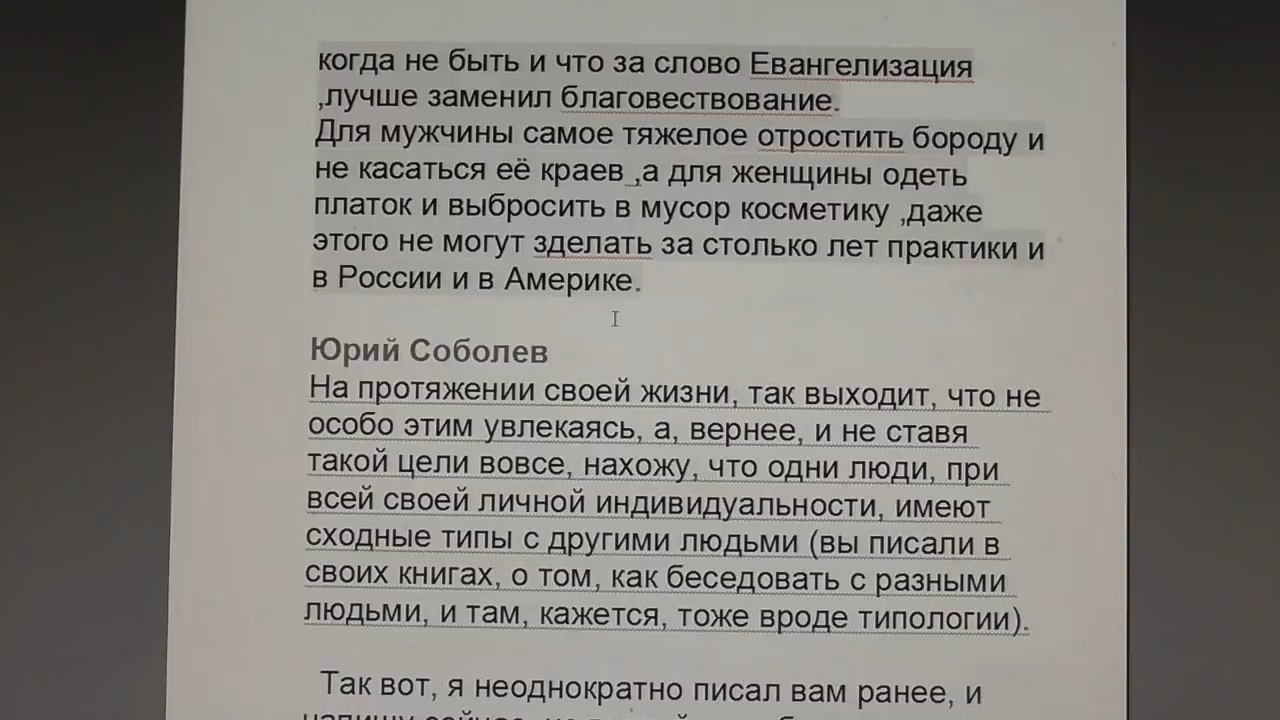 когда не быть и что за слово Евангелизация
,лучше заменил благовествование.
Для мужчины самое тяжелое отростить бороду и
не касаться её краев ,а для женщины одеть
платок и выбросить в мусор косметику ,даже
этого не могут зделать за столько лет практики и
в России и в Америке.
Юрий Соболев
На протяжении своей жизни, так выходит, что не
особо этим увлекаясь, а, вернее, и не ставя
такой цели вовсе, нахожу, что одни люди, при
всей своей личной индивидуальности, имеют
сходные типы с другими людьми (вы писали в
своих книгах, о том, как беседовать с разными
людьми, и там, кажется, тоже вроде типологии).
Так вот, я неоднократно писал вам ранее, и